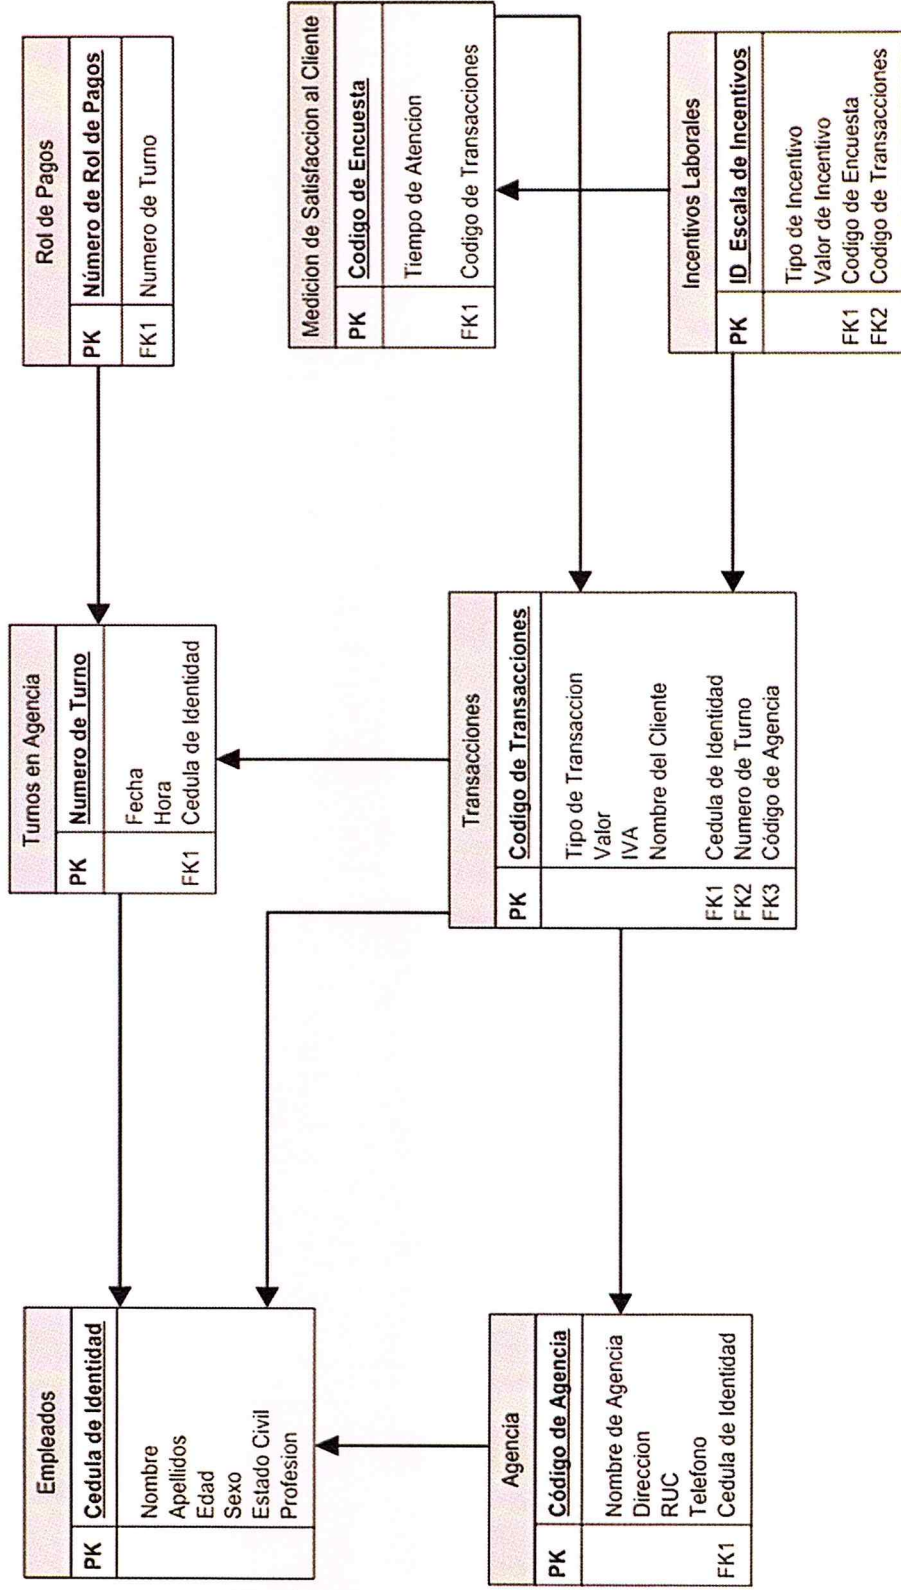 Empleados
PK Cedula de Identidad
Nombre
Apellidos
Edad
Sexo
Estado Civil
Profesion
Turnos en Agencia
PK Numero de Turno
Fecha
Hora
FK1 Cedula de Identidad
Rol de Pagos
PK Número de Rol de Pagos
FK1 Numero de Turno
Medicion de Satisfaccion al Cliente
PK Codigo de Encuesta
Tiempo de Atencion
FK1 Codigo de Transacciones
Agencia
PK Código de Agencia
Nombre de Agencia
Direccion
RUC
Telefono
FK1 Cedula de Identidad
Transacciones
PK Codigo de Transacciones
Tipo de Transaccion
Valor
IVA
Nombre del Cliente
FK1 Cedula de Identidad
FK2 Numero de Turno
FK3 Código de Agencia
Incentivos Laborales
PK ID_Escala de Incentivos
Tipo de Incentivo
Valor de Incentivo
FK1 Codigo de Encuesta
FK2 Codigo de Transacciones